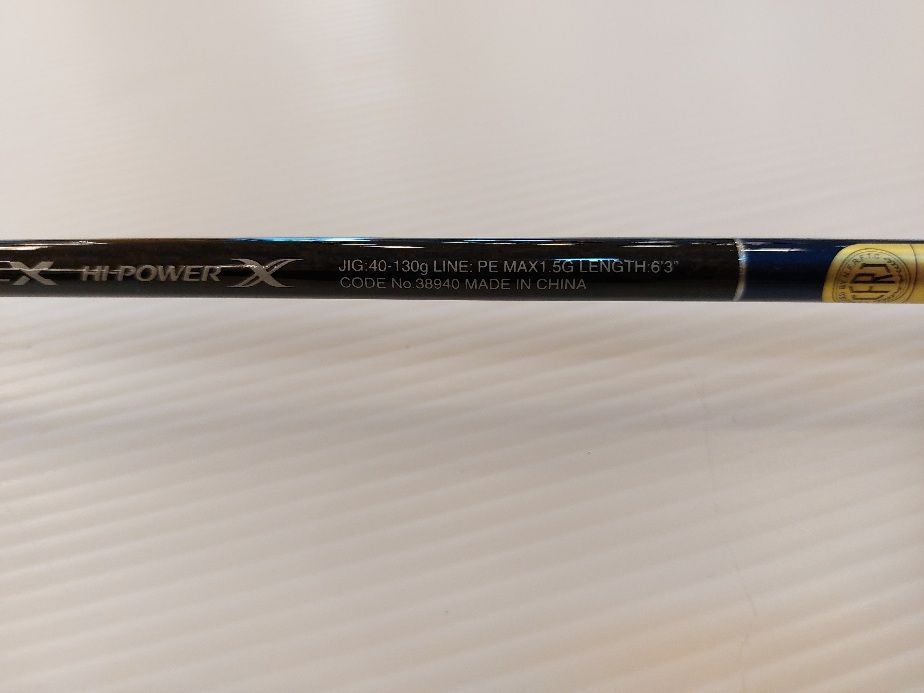 HI-POWER X
JIG:40-130g LINE: PE MAX1.5G LENGTH:6'3"
CODE No.38940 MADE IN CHINA